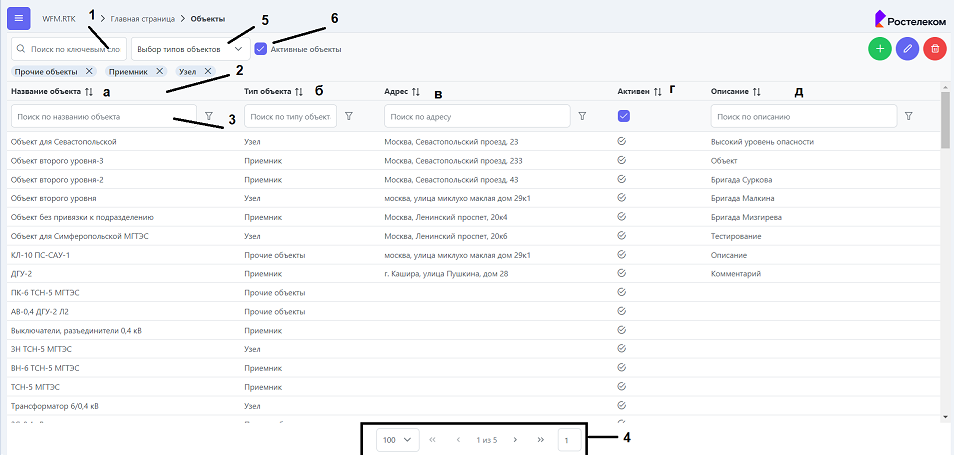 1
5
6
WFM.RTK > Главная страница > Объекты
Ростелеком
Поиск по ключевым сло
Выбор типов объектов
Активные объекты
Прочие объекты Приемник Узел
2
Название объекта Тип объекта Адрес Активен Описание
а б в г д
Поиск по названию объекта Поиск по типу объект Поиск по адресу Поиск по описанию
3
Объект для Севастопольской Узел Москва, Севастопольский проезд, 23 Высокий уровень опасности
Объект второго уровня-3 Приемник Москва, Севастопольский проезд, 233 Объект
Объект второго уровня-2 Приемник Москва, Севастопольский проезд, 43 Бригада Суркова
Объект второго уровня Узел москва, улица миклухо маклая дом 29к1 Бригада Малкина
Объект без привязки к подразделению Приемник Москва, Ленинский проспект, 20к4 Бригада Мизгирева
Объект для Симферопольской МГТЭС Узел Москва, Ленинский проспект, 20к6 Тестирование
КЛ-10 ПС-САУ-1 Прочие объекты москва, улица миклухо маклая дом 29к1 Описание
ДГУ-2 Приемник г. Кашира, улица Пушкина, дом 28 Комментарий
ПК-6 ТСН-5 МГТЭС Прочие объекты
АВ-0,4 ДГУ-2 Л2 Прочие объекты
Выключатели, разъединители 0,4 кВ Приемник
ЗН ТСН-5 МГТЭС Узел
ВН-6 ТСН-5 МГТЭС Приемник
ТСН-5 МГТЭС Приемник
Трансформатор 6/0,4 кВ Узел
100 << < 1 из 5 > >> 1
4